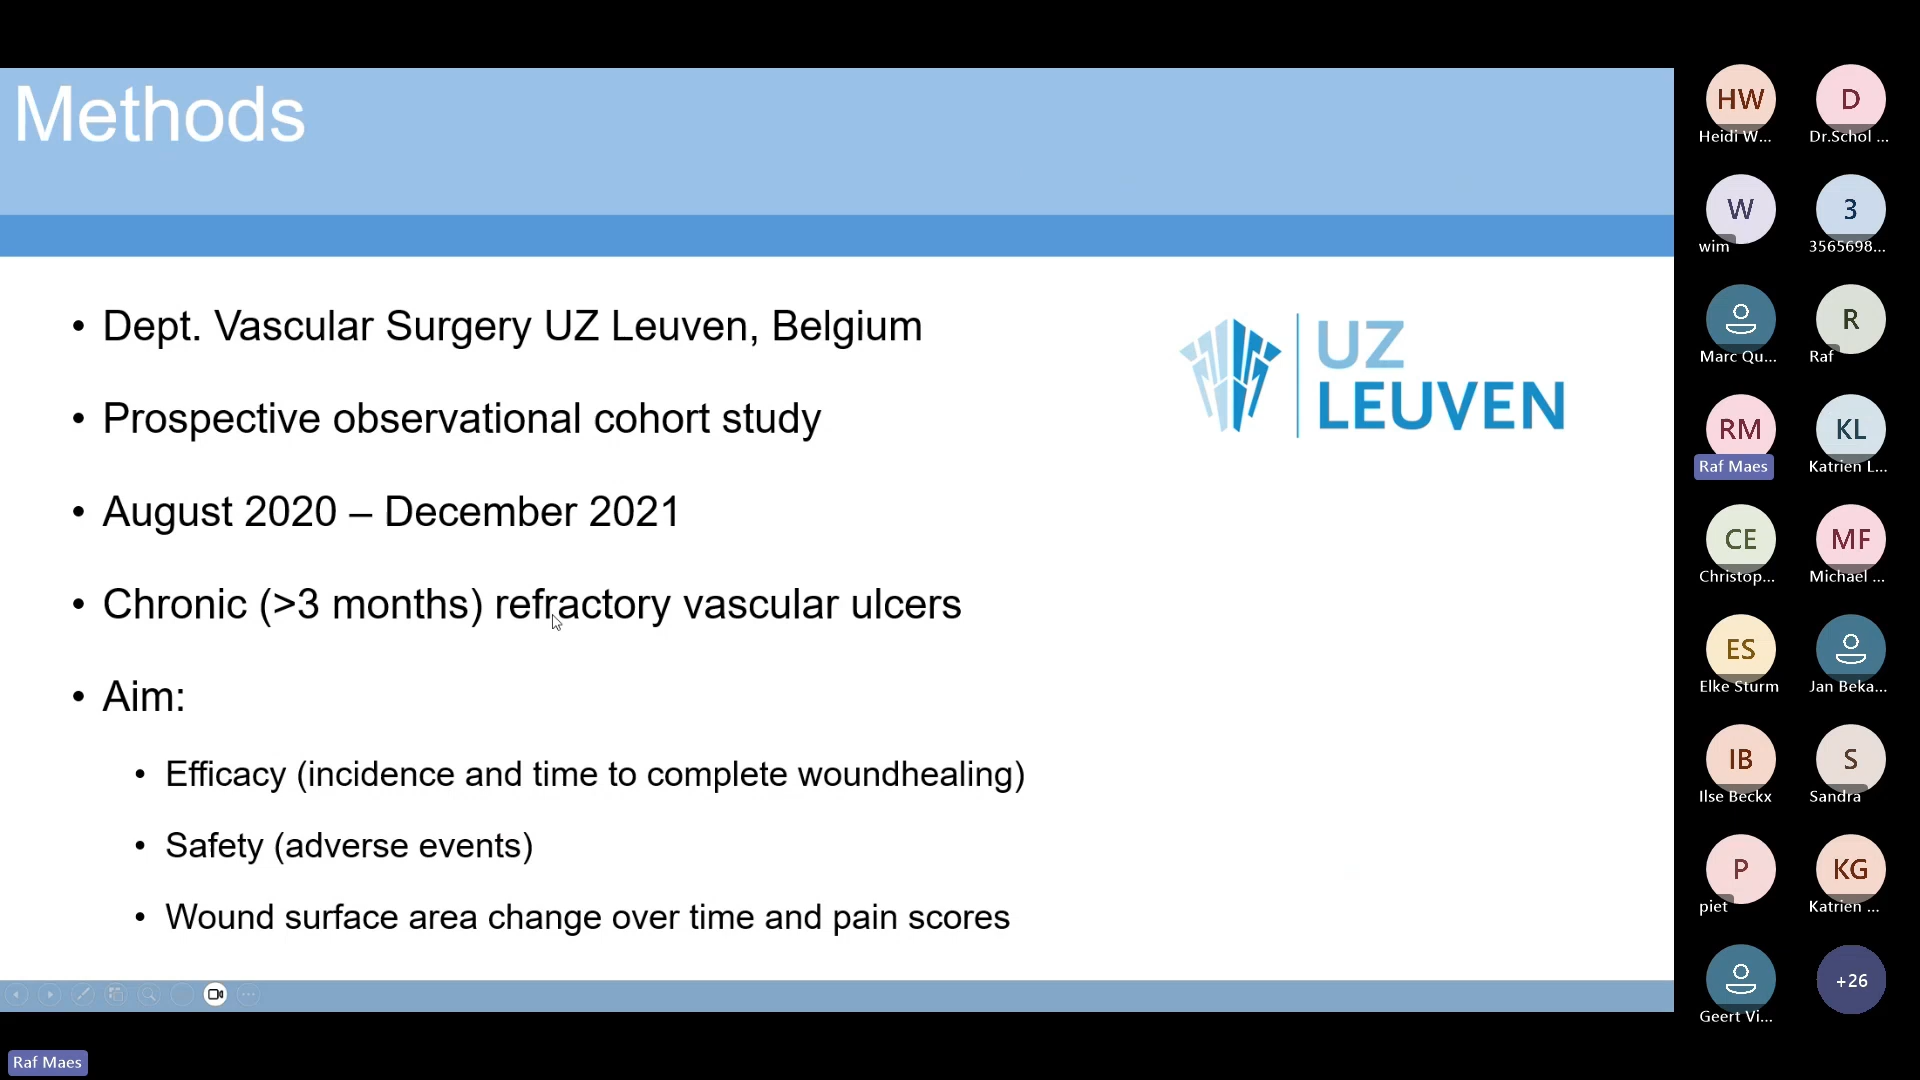 Methods
• Dept. Vascular Surgery UZ Leuven, Belgium
• Prospective observational cohort study
• August 2020 – December 2021
• Chronic (>3 months) refractory vascular ulcers
• Aim:
• Efficacy (incidence and time to complete woundhealing)
• Safety (adverse events)
• Wound surface area change over time and pain scores
UZ
LEUVEN
HW
Heidi W...
D
Dr.Schol ...
W
wim
3
3565698...
Marc Qu...
R
Raf
RM
Raf Maes
KL
Katrien L...
CE
Christop...
MF
Michael ...
ES
Elke Sturm
Jan Beka...
IB
Ilse Beckx
S
Sandra
P
piet
KG
Katrien ...
Geert Vi...
+26
Raf Maes